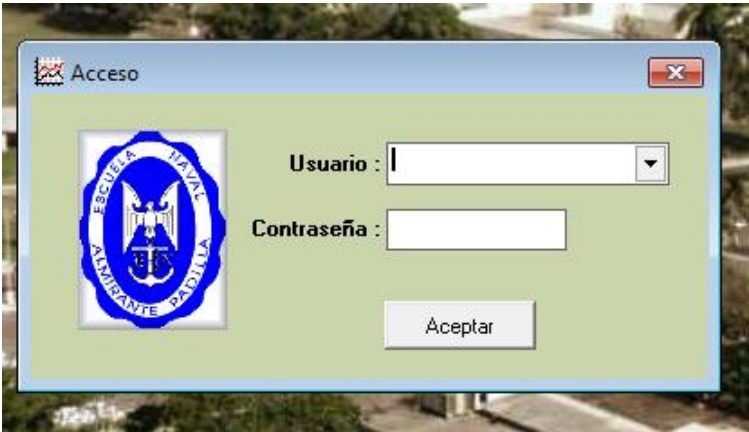 Acceso
ESCUELA NAVAL
ALMIRANTE PADILLA
Usuario :
Contraseña :
Aceptar